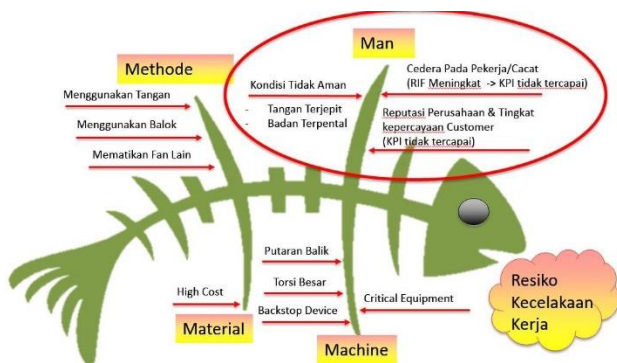 Man
Methode
Cedera Pada Pekerja/Cacat
(RIF Meningkat -> KPI tidak tercapai)
Kondisi Tidak Aman
- Tangan Terjepit
- Badan Terpental
Reputasi Perusahaan & Tingkat
kepercayaan Customer
(KPI tidak tercapai)
Menggunakan Tangan
Menggunakan Balok
Mematikan Fan Lain
Putaran Balik
Torsi Besar
Backstop Device
High Cost
Critical Equipment
Material
Machine
Resiko
Kecelakaan
Kerja